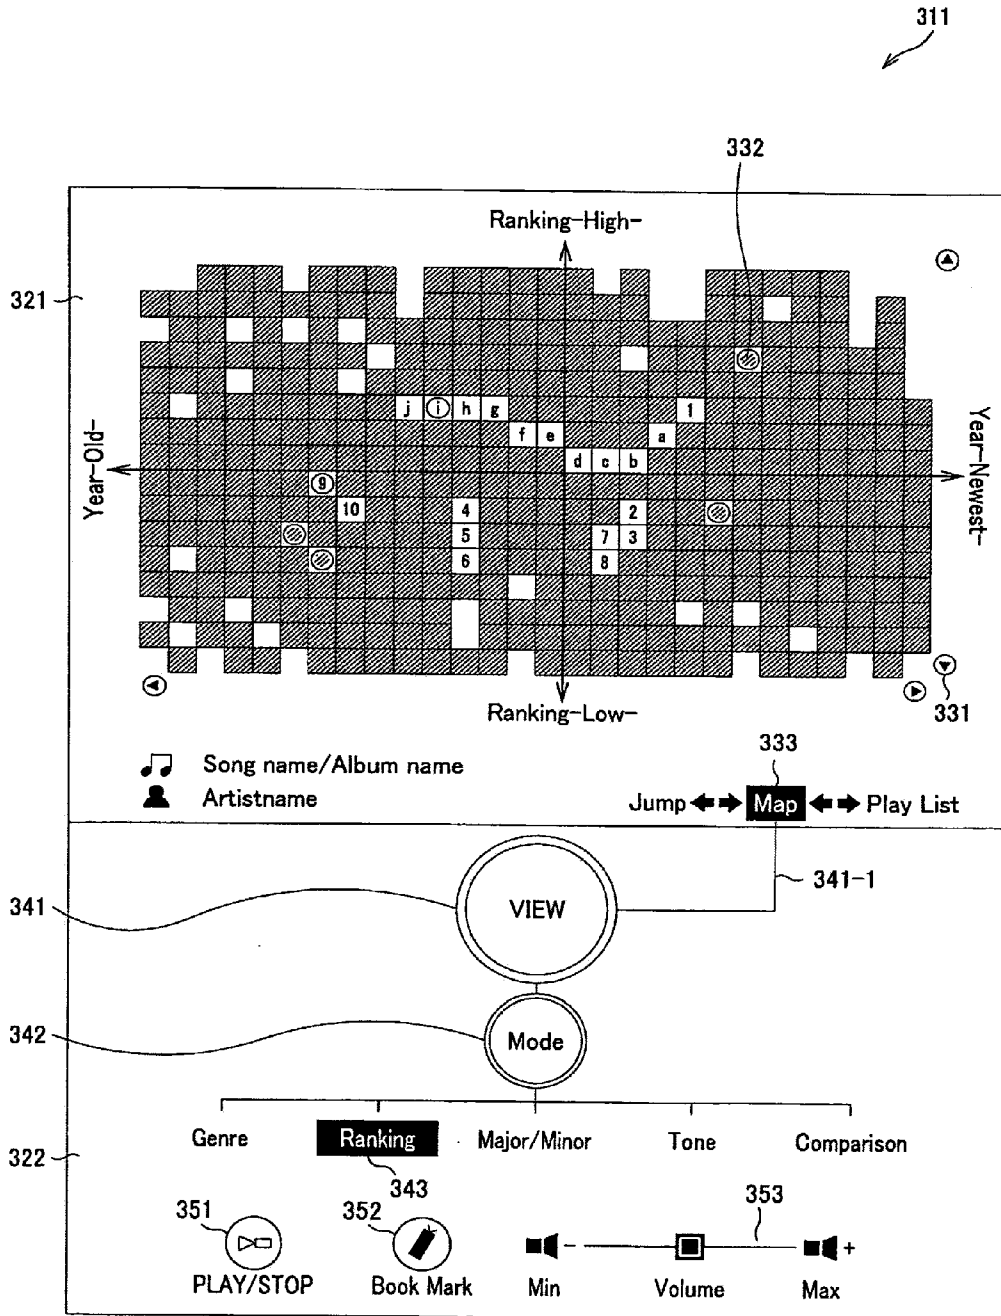 311
332
Ranking-High-
321
j i h g 1
f e a
Year-Old-
d c b
Year-Newest-
9
10 4 2
5 7 3
6 8
331
Ranking-Low-
333
Song name/Album name
Artistname
Jump Map Play List
341-1
341
VIEW
342
Mode
Genre Ranking Major/Minor Tone Comparison
322
343
351 352 353
- +
PLAY/STOP Book Mark Min Volume Max